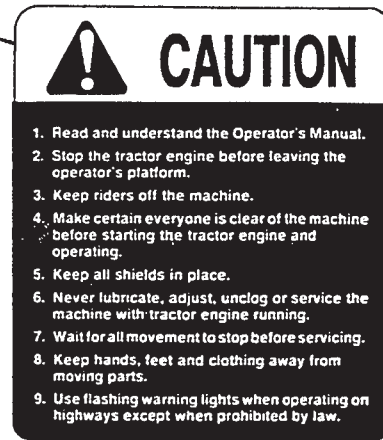 CAUTION
1. Read and understand the Operator's Manual.
2. Stop the tractor engine before leaving the
operator's platform.
3. Keep riders off the machine.
4. Make certain everyone is clear of the machine
before starting the tractor engine and
operating.
5. Keep all shields in place.
6. Never lubricate, adjust, unclog or service the
machine with tractor engine running.
7. Wait for all movement to stop before servicing.
8. Keep hands, feet and clothing away from
moving parts.
9. Use flashing warning lights when operating on
highways except when prohibited by law.